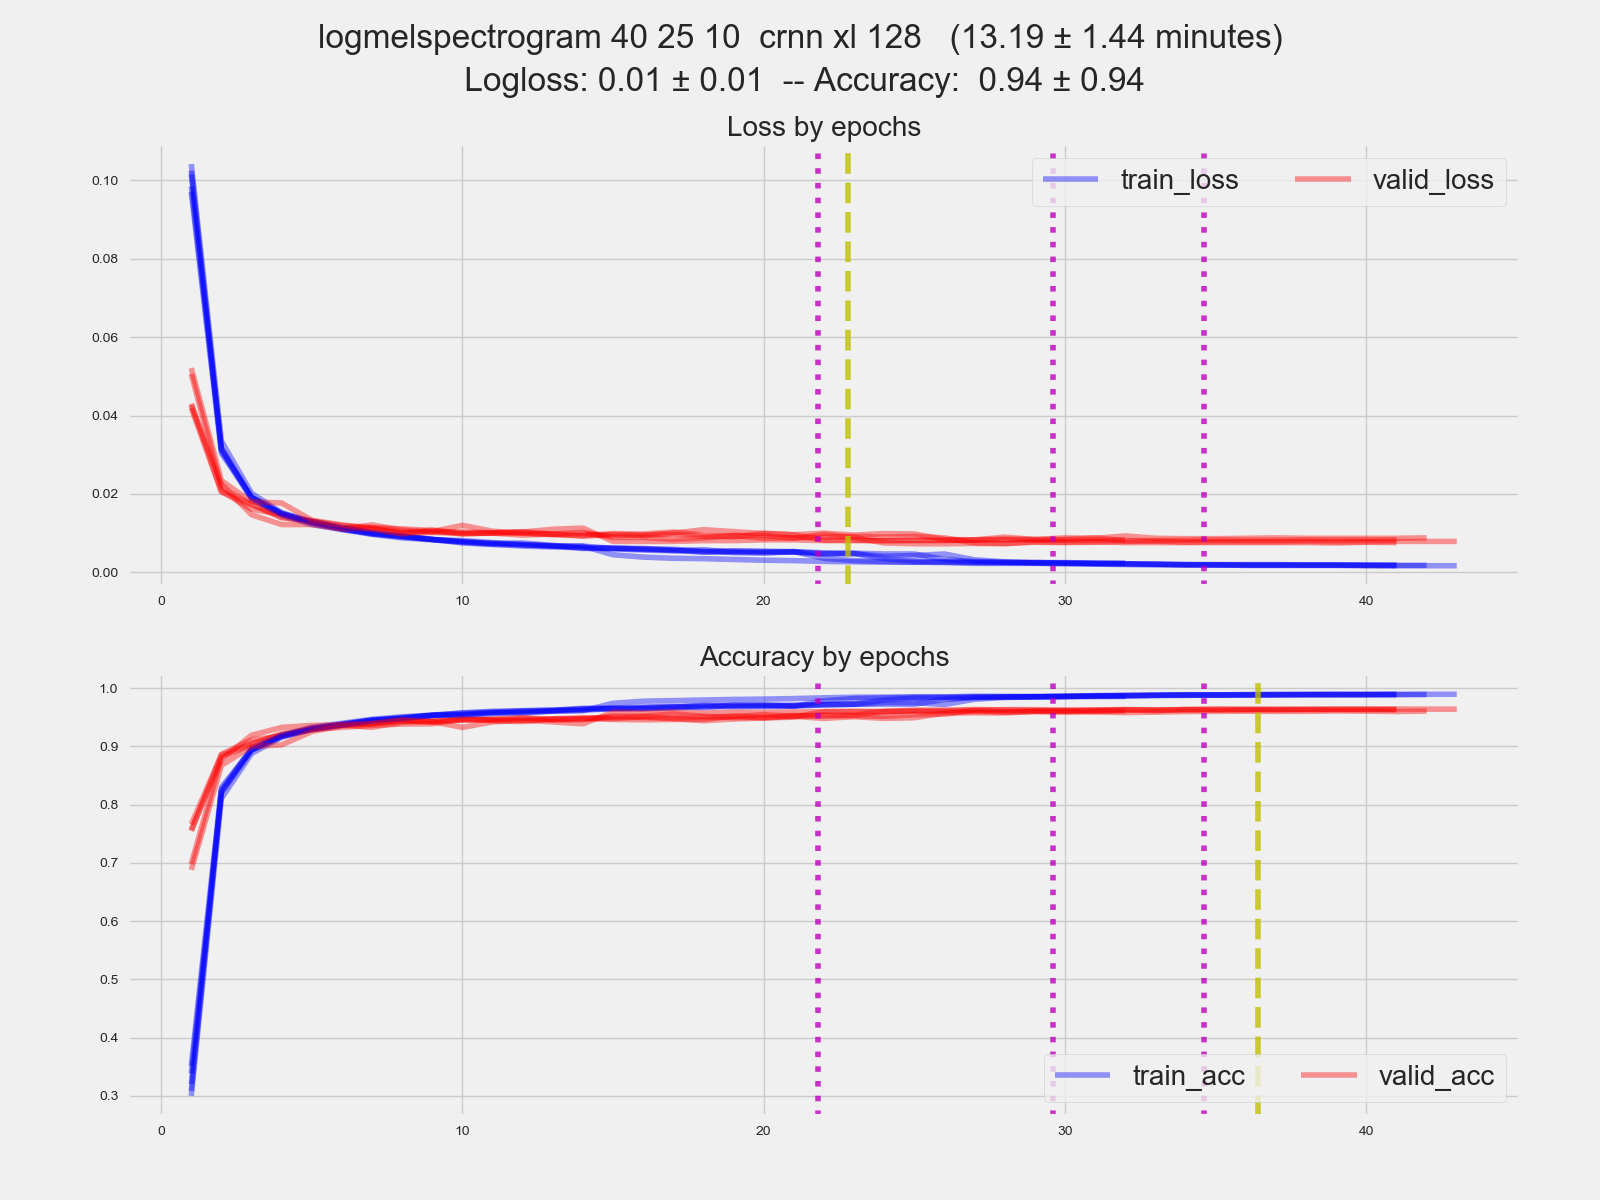 logmelspectrogram 40 25 10  crnn xl 128   (13.19 ± 1.44 minutes)
Logloss: 0.01 ± 0.01  -- Accuracy:  0.94 ± 0.94
Loss by epochs
train_loss valid_loss
0.10
0.08
0.06
0.04
0.02
0.00
0 10 20 30 40
Accuracy by epochs
1.0
0.9
0.8
0.7
0.6
0.5
0.4
0.3
train_acc valid_acc
0 10 20 30 40